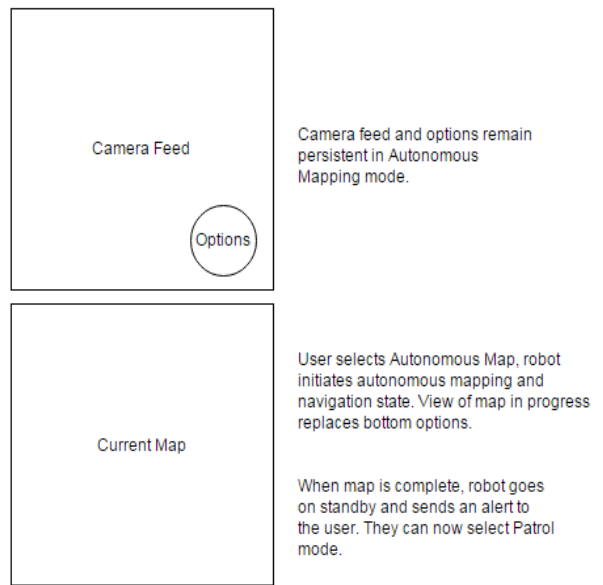 Camera Feed
Options
Camera feed and options remain
persistent in Autonomous
Mapping mode.
Current Map
User selects Autonomous Map, robot
initiates autonomous mapping and
navigation state. View of map in progress
replaces bottom options.
When map is complete, robot goes
on standby and sends an alert to
the user. They can now select Patrol
mode.